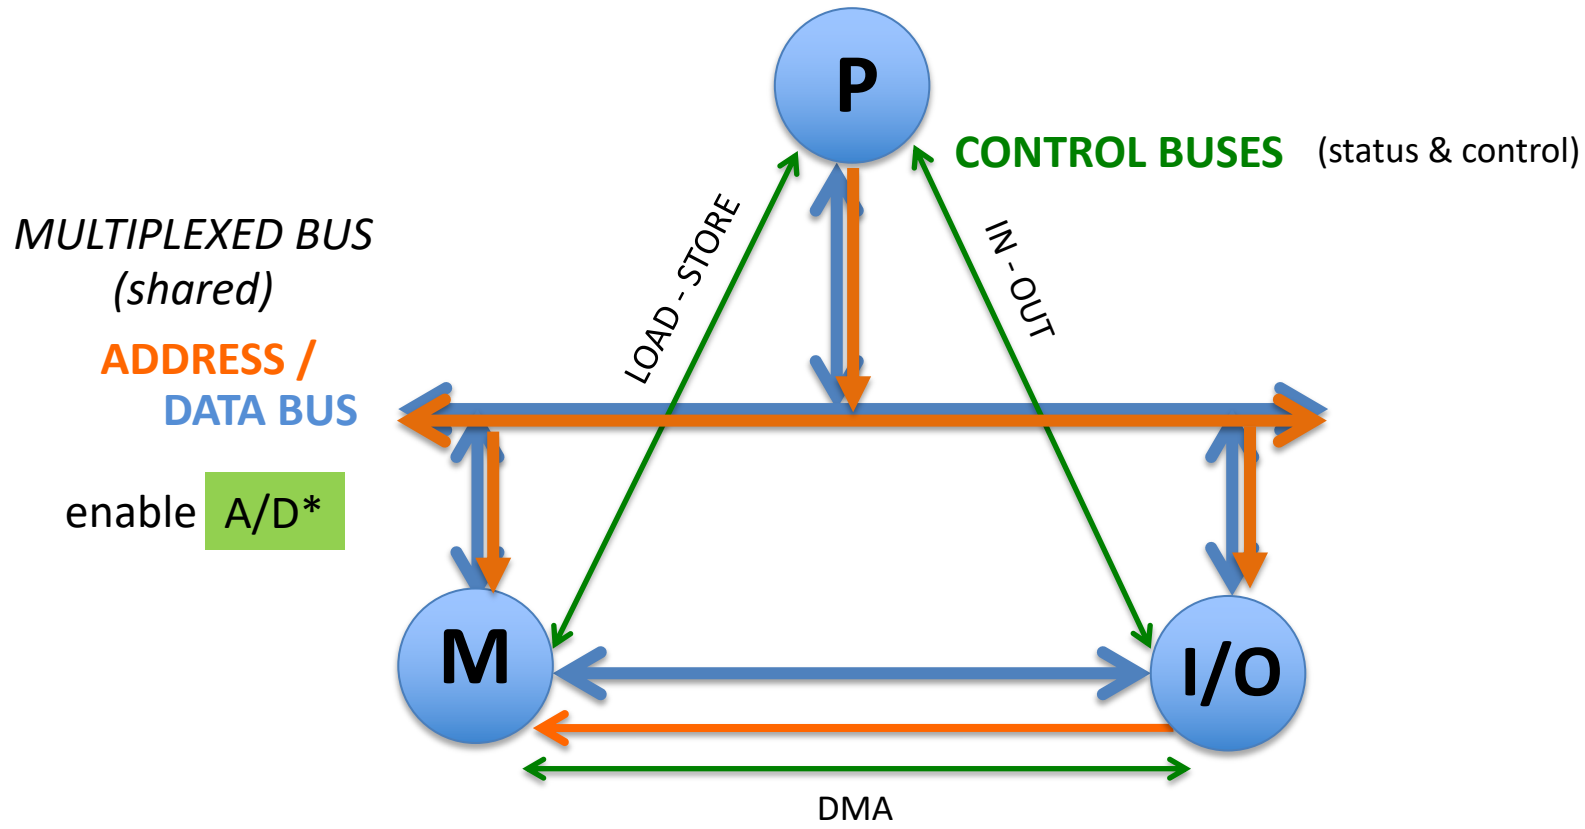 P
CONTROL BUSES (status & control)
MULTIPLEXED BUS
(shared)
ADDRESS /
DATA BUS
enable A/D*
LOAD - STORE
IN - OUT
M
I/O
DMA